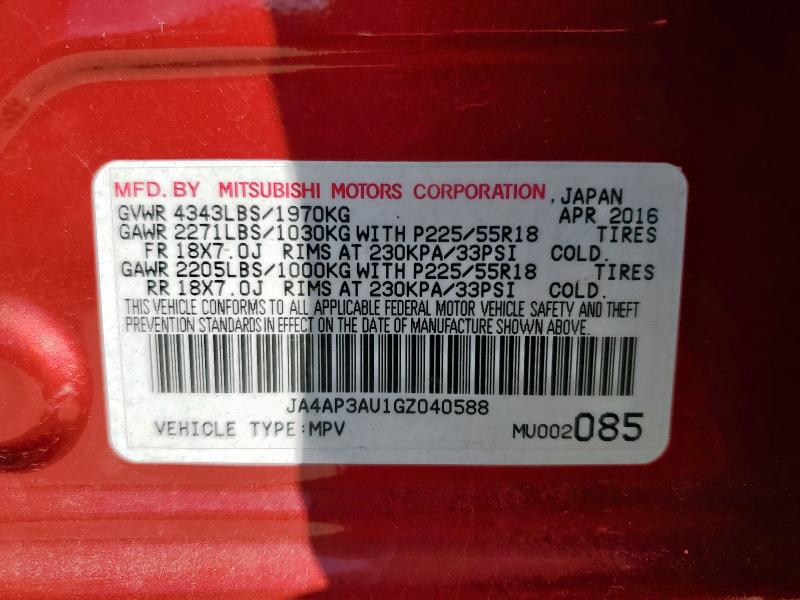 MFD. BY MITSUBISHI MOTORS CORPORATION, JAPAN
GVWR 4343LBS/1970KG APR 2016
GAWR 2271LBS/1030KG WITH P225/55R18 TIRES
FR 18X7.0J RIMS AT 230KPA/33PSI COLD.
GAWR 2205LBS/1000KG WITH P225/55R18 TIRES
RR 18X7.0J RIMS AT 230KPA/33PSI COLD.
THIS VEHICLE CONFORMS TO ALL APPLICABLE FEDERAL MOTOR VEHICLE SAFETY AND THEFT
PREVENTION STANDARDS IN EFFECT ON THE DATE OF MANUFACTURE SHOWN ABOVE.
JA4AP3AU1GZ040588
VEHICLE TYPE:MPV MU002085